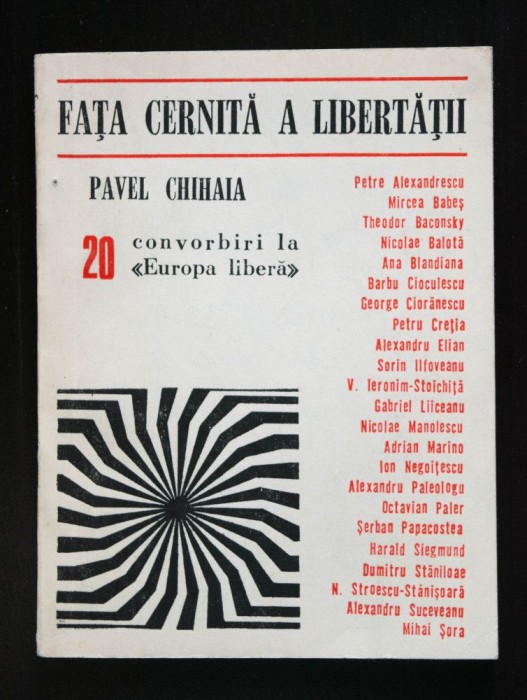 FAȚA CERNITĂ A LIBERTĂȚII
PAVEL CHIHAIA
20 convorbiri la
«Europa liberă»
Petre Alexandrescu
Mircea Babeș
Theodor Baconsky
Nicolae Balotă
Ana Blandiana
Barbu Cioculescu
George Ciorănescu
Petru Creția
Alexandru Elian
Sorin Ilfoveanu
V. Ieronim-Stoichiță
Gabriel Liiceanu
Nicolae Manolescu
Adrian Marino
Ion Negoițescu
Alexandru Paleologu
Octavian Paler
Șerban Papacostea
Harald Siegmund
Dumitru Stăniloae
N. Stroescu-Stănișoară
Alexandru Suceveanu
Mihai Șora